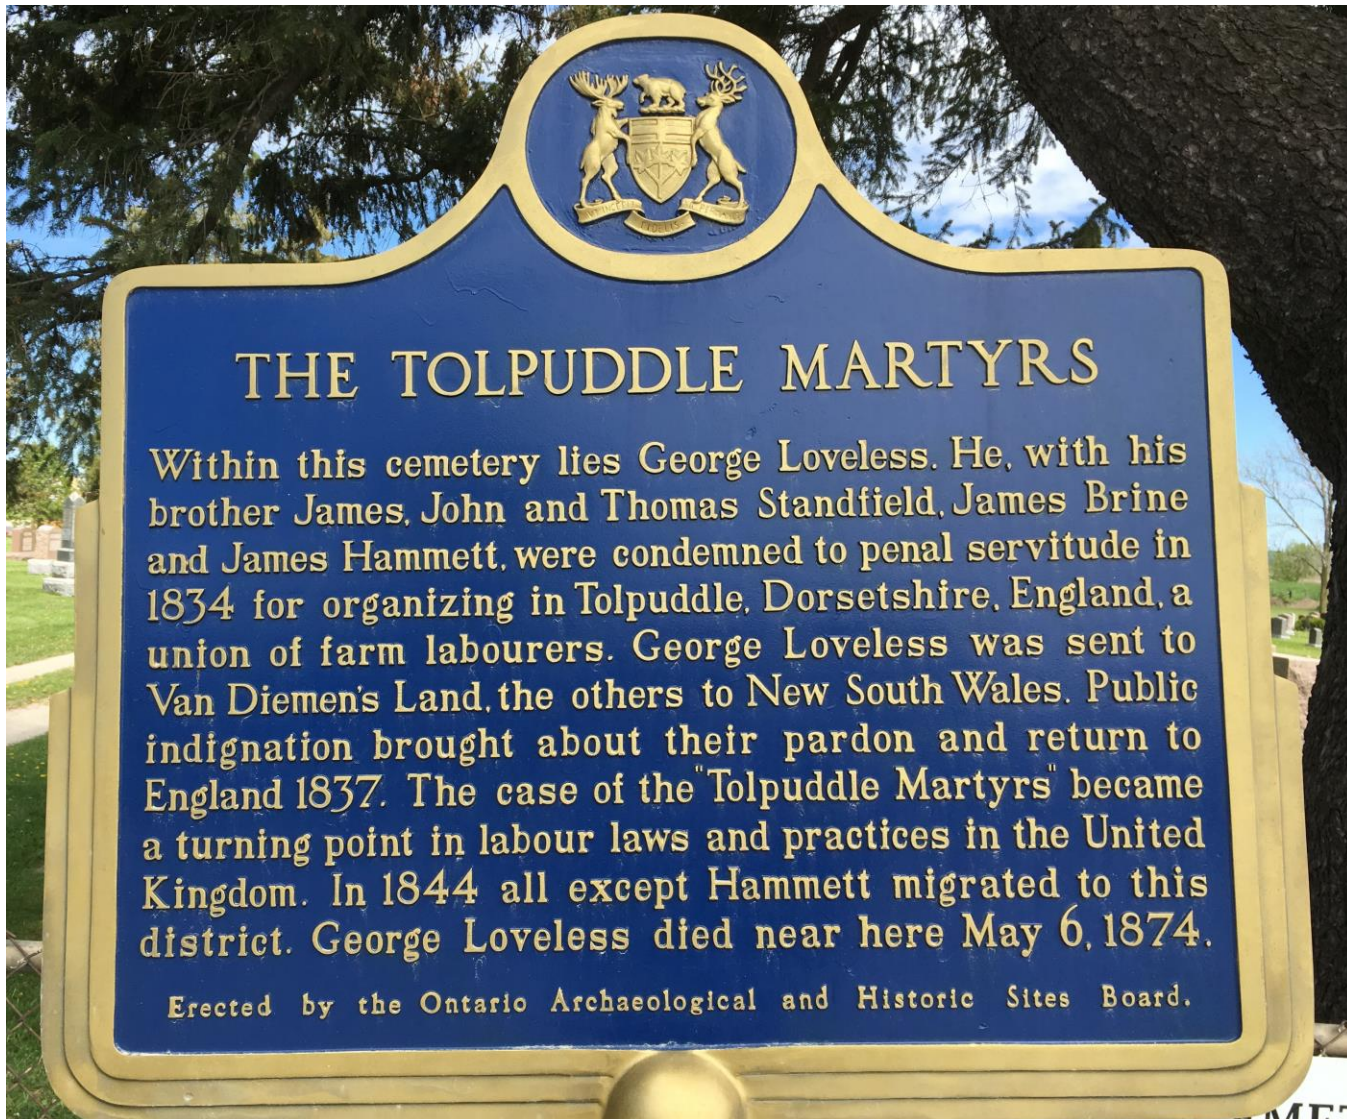 THE TOLPUDDLE MARTYRS
Within this cemetery lies George Loveless. He, with his
brother James, John and Thomas Standfield, James Brine
and James Hammett, were condemned to penal servitude in
1834 for organizing in Tolpuddle, Dorsetshire, England, a
union of farm labourers. George Loveless was sent to
Van Diemen's Land, the others to New South Wales. Public
indignation brought about their pardon and return to
England 1837. The case of the "Tolpuddle Martyrs" became
a turning point in labour laws and practices in the United
Kingdom. In 1844 all except Hammett migrated to this
district. George Loveless died near here May 6, 1874.
Erected by the Ontario Archaeological and Historic Sites Board.